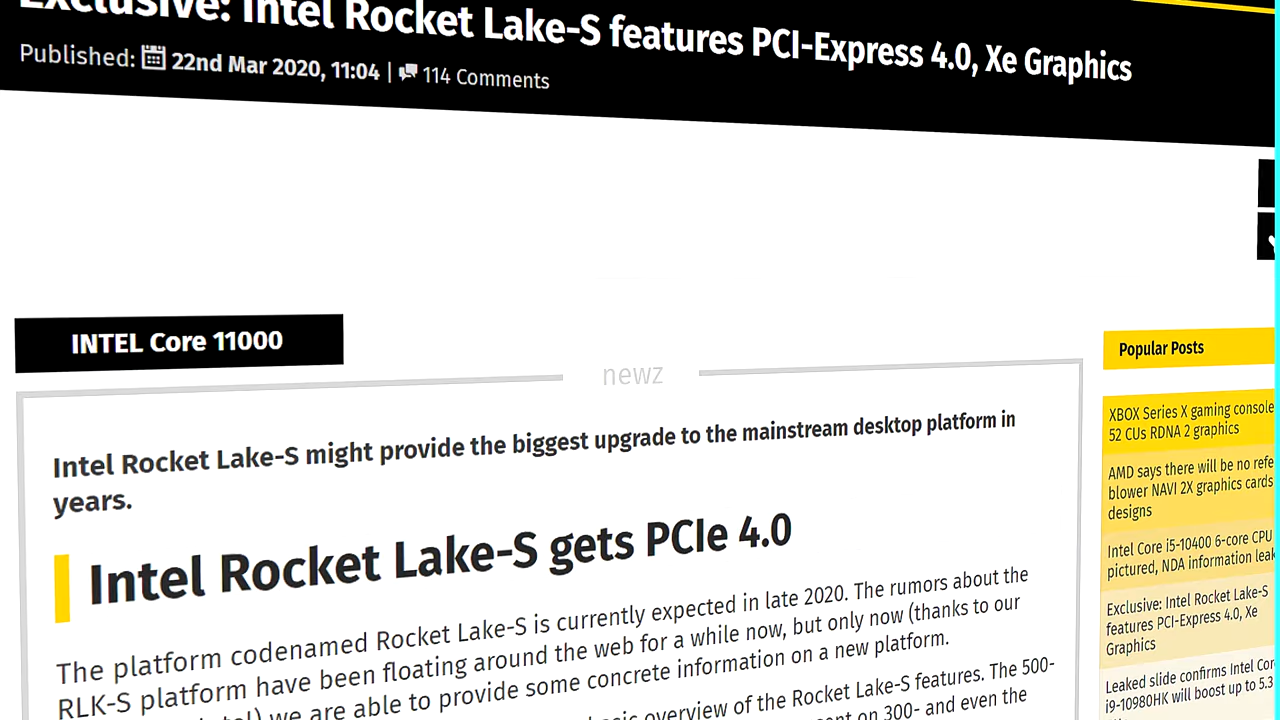 Exclusive: Intel Rocket Lake-S features PCI-Express 4.0, Xe Graphics
Published: 22nd Mar 2020, 11:04 | 114 Comments
INTEL Core 11000
newz
Intel Rocket Lake-S might provide the biggest upgrade to the mainstream desktop platform in
years.
Intel Rocket Lake-S gets PCIe 4.0
The platform codenamed Rocket Lake-S is currently expected in late 2020. The rumors about the
RLK-S platform have been floating around the web for a while now, but only now (thanks to our
we are able to provide some concrete information on a new platform.
overview of the Rocket Lake-S features. The 500-
on 300- and even the
Popular Posts
XBOX Series X gaming console
52 CUs RDNA 2 graphics
AMD says there will be no refe
blower NAVI 2X graphics cards
designs
Intel Core i5-10400 6-core CPU
pictured, NDA information leak
Exclusive: Intel Rocket Lake-S
features PCI-Express 4.0, Xe
Graphics
Leaked slide confirms Intel Cor
i9-10980HK will boost up to 5.3